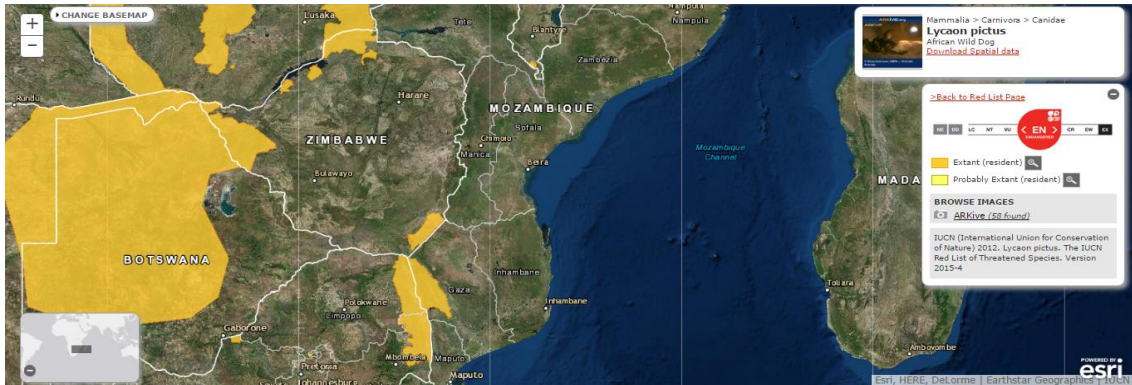 +
−
CHANGE BASEMAP
Lusaka
Tete
Blantyre
Nampula
Nampula
Zambézia
Rundu
Harare
MOZAMBIQUE
ZIMBABWE
Sofala
Chimoio
Manica
Beira
Bulawayo
Mozambique
Channel
MADA
BOTSWANA
Inhambane
Gaza
Inhambane
Toliara
Polokwane
Limpopo
Gaborone
Mbombela
Maputo
Pretoria
Johannesburg
Maputo
Ambovombe
Mammalia > Carnivora > Canidae
Lycaon pictus
African Wild Dog
Download Spatial data
>Back to Red List Page
NE DD LC NT VU < EN > CR EW EX
ENDANGERED
Extant (resident)
Probably Extant (resident)
BROWSE IMAGES
ARKive (58 found)
IUCN (International Union for Conservation
of Nature) 2012. Lycaon pictus. The IUCN
Red List of Threatened Species. Version
2015-4
POWERED BY
esri
Esri, HERE, DeLorme | Earthstar Geographics | IUCN